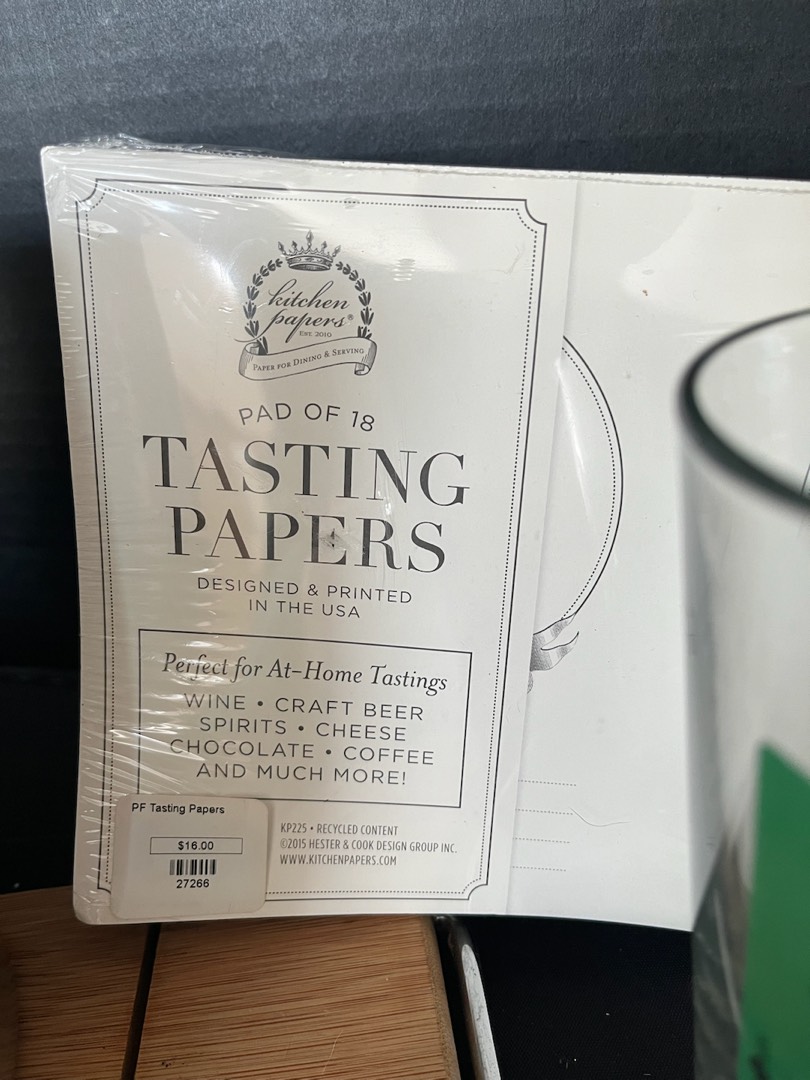 kitchen
papers®
EST. 2010
PAPER FOR DINING & SERVING
PAD OF 18
TASTING
PAPERS
DESIGNED & PRINTED
IN THE USA
Perfect for At-Home Tastings
WINE • CRAFT BEER
SPIRITS • CHEESE
CHOCOLATE • COFFEE
AND MUCH MORE!
KP225 • RECYCLED CONTENT
©2015 HESTER & COOK DESIGN GROUP INC.
WWW.KITCHENPAPERS.COM
PF Tasting Papers
$16.00
27266